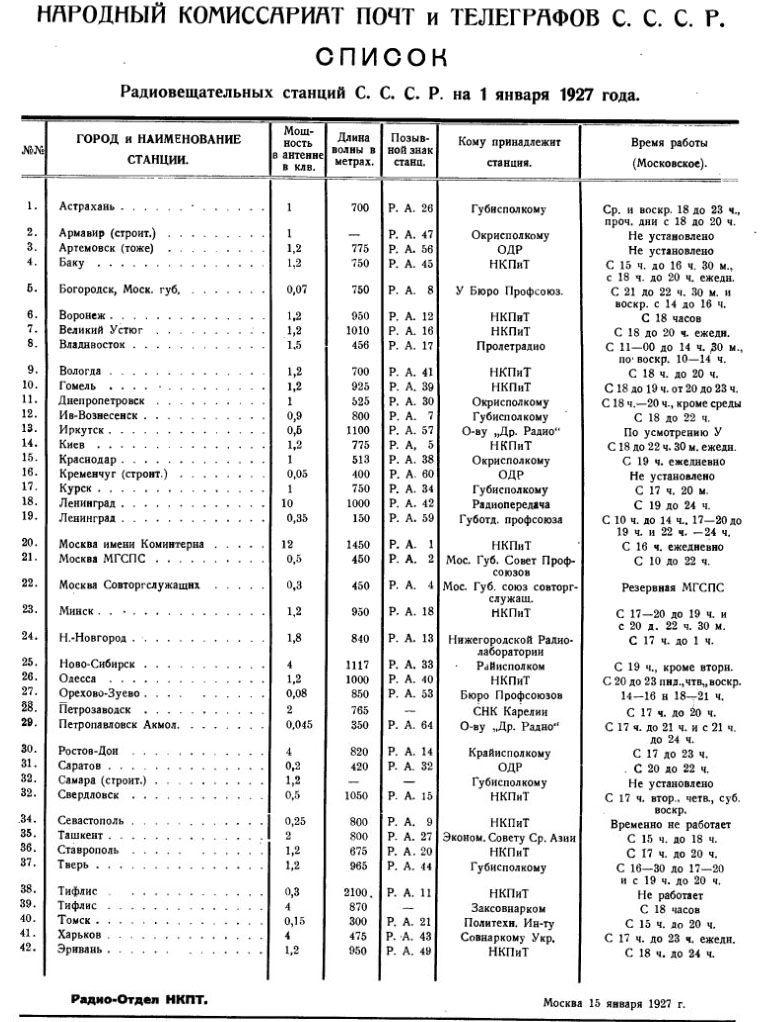 НАРОДНЫЙ КОМИССАРИАТ ПОЧТ и ТЕЛЕГРАФОВ С. С. С. Р.
СПИСОК
Радиовещательных станций С. С. С. Р. на 1 января 1927 года.
№№ ГОРОД и НАИМЕНОВАНИЕ СТАНЦИИ. Мощность в антенне в клв. Длина волны в метрах. Позывной знак станц. Кому принадлежит станция. Время работы (Московское).
1. Астрахань 1 700 Р. А. 26 Губисполкому Ср. и воскр. 18 до 23 ч.,
проч. дни с 18 до 20 ч.
2. Армавир (строит.) 1 — Р. А. 47 Окрисполкому Не установлено
3. Артемовск (тоже) 1,2 775 Р. А. 56 ОДР Не установлено
4. Баку 1,2 750 Р. А. 45 НКПиТ С 15 ч. до 16 ч. 30 м.,
с 18 ч. до 20 ч. ежедн.
5. Богородск, Моск. губ. 0,07 750 Р. А. 8 У Бюро Профсоюз. С 21 до 22 ч. 30 м. и
воскр. с 14 до 16 ч.
6. Воронеж 1,2 950 Р. А. 12 НКПиТ С 18 часов
7. Великий Устюг 1,2 1010 Р. А. 16 НКПиТ С 18 до 20 ч. ежедн.
8. Владивосток 1,5 456 Р. А. 17 Пролетрадио С 11—00 до 14 ч. 30 м.,
по воскр. 10—14 ч.
9. Вологда 1,2 700 Р. А. 41 НКПиТ С 18 ч. до 20 ч.
10. Гомель 1,2 925 Р. А. 39 НКПиТ С 18 до 19 ч. от 20 до 23 ч.
11. Днепропетровск 1 525 Р. А. 30 Окрисполкому С 18 ч.—20 ч., кроме среды
12. Ив-Вознесенск 0,9 800 Р. А. 7 Губисполкому С 18 до 22 ч.
13. Иркутск 0,5 1100 Р. А. 57 О-ву „Др. Радио" По усмотрению У
14. Киев 1,2 775 Р. А, 5 НКПиТ С 18 до 22 ч. 30 м. ежедн.
15. Краснодар 1 513 Р. А. 38 Окрисполкому С 19 ч. ежедневно
16. Кременчуг (строит.) 0,05 400 Р. А. 60 ОДР Не установлено
17. Курск 1 750 Р. А. 34 Губисполкому С 17 ч. 20 м.
18. Ленинград 10 1000 Р. А. 42 Радиопередача С 19 до 24 ч.
19. Ленинград 0,35 150 Р. А. 59 Губотд. профсоюза С 10 ч. до 14 ч., 17—20 до
19 ч. и 22 ч. —24 ч.
20. Москва имени Коминтерна 12 1450 Р. А. 1 НКПиТ С 16 ч. ежедневно
21. Москва МГСПС 0,5 450 Р. А. 2 Мос. Губ. Совет Проф- С 10 до 22 ч.
союзов
22. Москва Совторгслужащих 0,3 450 Р. А. 4 Мос. Губ. союз совторг- Резервная МГСПС
служащ.
23. Минск 1,2 950 Р. А. 18 НКПиТ С 17—20 до 19 ч. и
с 20 д. 22 ч. 30 м.
24. Н.-Новгород 1,8 840 Р. А. 13 Нижегородской Радио- С 17 ч. до 1 ч.
лаборатории
25. Ново-Сибирск 4 1117 Р. А. 33 Райисполком С 19 ч., кроме вторн.
26. Одесса 1,2 1000 Р. А. 40 НКПиТ С 20 до 23 пнд.,чтв.,воскр.
27. Орехово-Зуево 0,08 850 Р. А. 53 Бюро Профсоюзов 14—16 и 18—21 ч.
28. Петрозаводск 2 765 — СНК Карелии С 17 ч. до 20 ч.
29. Петропавловск Акмол. 0,045 350 Р. А. 64 О-ву „Др. Радио" С 17 ч. до 21 ч. и с 21 ч.
до 24 ч.
30. Ростов-Дон 4 820 Р. А. 14 Крайисполкому С 17 до 23 ч.
31. Саратов 0,2 420 Р. А. 32 ОДР С 20 до 22 ч.
32. Самара (строит.) 1,2 — — Губисполкому Не установлено
32. Свердловск 0,5 1050 Р. А. 15 НКПиТ С 17 ч. втор., четв., суб.
воскр.
34. Севастополь 0,25 800 Р. А. 9 НКПиТ Временно не работает
35. Ташкент 2 800 Р. А. 27 Эконом. Совету Ср. Азии С 15 ч. до 18 ч.
36. Ставрополь 1,2 675 Р. А. 20 НКПиТ С 17 ч. до 20 ч.
37. Тверь 1,2 965 Р. А. 44 Губисполкому С 16—30 до 17—20
и с 19 ч. до 20 ч.
38. Тифлис 0,3 2100. Р. А. 11 НКПиТ Не работает
39. Тифлис 4 870 — Заксовнарком С 18 часов
40. Томск 0,15 300 Р. А. 21 Политехн. Ин-ту С 15 ч. до 20 ч.
41. Харьков 4 475 Р. А. 43 Совнаркому Укр. С 17 ч. до 23 ч. ежедн.
42. Эривань 1,2 950 Р. А. 49 НКПиТ С 18 ч. до 24 ч.
Радио-Отдел НКПТ. Москва 15 января 1927 г.